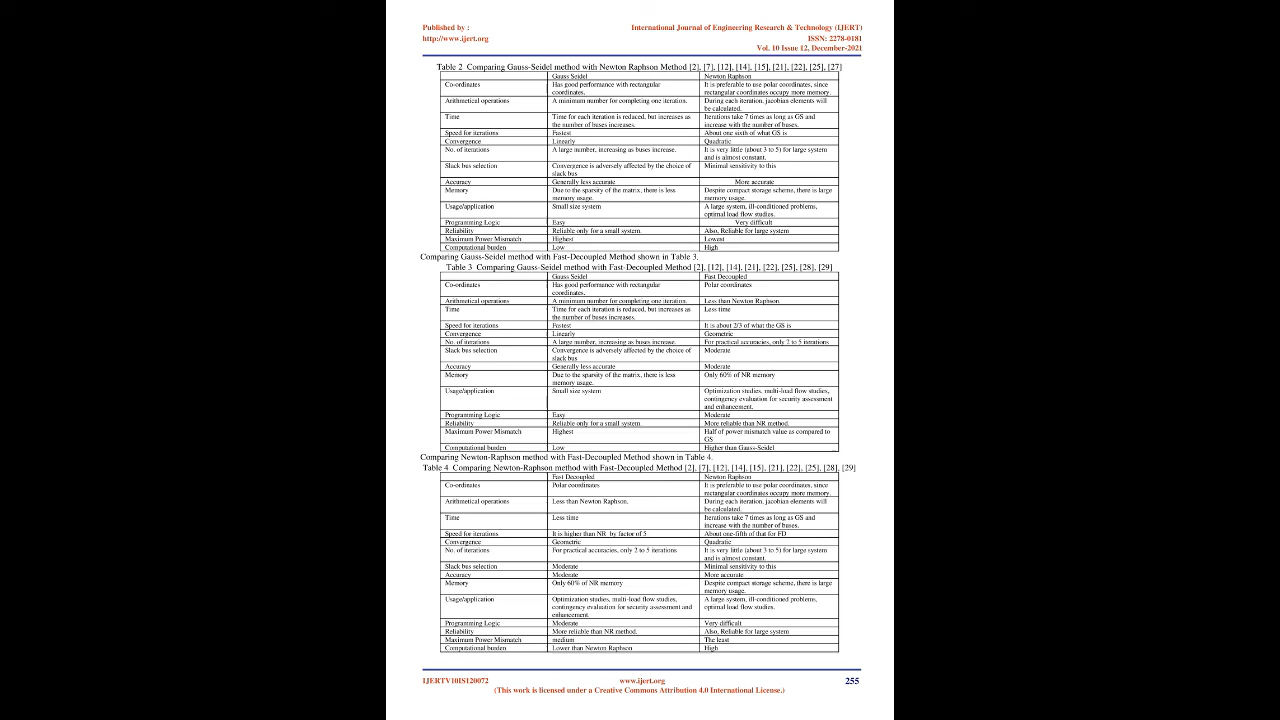 Published by :
International Journal of Engineering Research & Technology (IJERT)
http://www.ijert.org
ISSN: 2278-0181
Vol. 10 Issue 12, December-2021
Table 2 Comparing Gauss-Seidel method with Newton Raphson Method [2], [7], [12], [14], [15], [21], [22], [25], [27]
Gauss Seidel Newton Raphson
Co-ordinates Has good performance with rectangular It is preferable to use polar coordinates, since
coordinates. rectangular coordinates occupy more memory.
Arithmetical operations A minimum number for completing one iteration. During each iteration, jacobian elements will
be calculated.
Time Time for each iteration is reduced, but increases as Iterations take 7 times as long as GS and
the number of buses increases. increase with the number of buses.
Speed for iterations Fastest About one sixth of what GS is
Convergence Linearly Quadratic
No. of iterations A large number, increasing as buses increase. It is very little (about 3 to 5) for large system
and is almost constant.
Slack bus selection Convergence is adversely affected by the choice of Minimal sensitivity to this
slack bus
Accuracy Generally less accurate More accurate
Memory Due to the sparsity of the matrix, there is less Despite compact storage scheme, there is large
memory usage. memory usage.
Usage/application Small size system A large system, ill-conditioned problems,
optimal load flow studies.
Programming Logic Easy Very difficult
Reliability Reliable only for a small system. Also, Reliable for large system
Maximum Power Mismatch Highest Lowest
Computational burden Low High
Comparing Gauss-Seidel method with Fast-Decoupled Method shown in Table 3.
Table 3 Comparing Gauss-Seidel method with Fast-Decoupled Method [2], [12], [14], [21], [22], [25], [28], [29]
Gauss Seidel Fast Decoupled
Co-ordinates Has good performance with rectangular Polar coordinates
coordinates.
Arithmetical operations A minimum number for completing one iteration. Less than Newton Raphson.
Time Time for each iteration is reduced, but increases as Less time
the number of buses increases.
Speed for iterations Fastest It is about 2/3 of what the GS is
Convergence Linearly Geometric
No. of iterations A large number, increasing as buses increase. For practical accuracies, only 2 to 5 iterations
Slack bus selection Convergence is adversely affected by the choice of Moderate
slack bus
Accuracy Generally less accurate Moderate
Memory Due to the sparsity of the matrix, there is less Only 60% of NR memory
memory usage.
Usage/application Small size system Optimization studies, multi-load flow studies,
contingency evaluation for security assessment
and enhancement.
Programming Logic Easy Moderate
Reliability Reliable only for a small system. More reliable than NR method.
Maximum Power Mismatch Highest Half of power mismatch value as compared to
GS
Computational burden Low Higher than Gauss-Seidel
Comparing Newton-Raphson method with Fast-Decoupled Method shown in Table 4.
Table 4 Comparing Newton-Raphson method with Fast-Decoupled Method [2], [7], [12], [14], [15], [21], [22], [25], [28], [29]
Fast Decoupled Newton Raphson
Co-ordinates Polar coordinates It is preferable to use polar coordinates, since
rectangular coordinates occupy more memory.
Arithmetical operations Less than Newton Raphson. During each iteration, jacobian elements will
be calculated.
Time Less time Iterations take 7 times as long as GS and
increase with the number of buses.
Speed for iterations It is higher than NR by factor of 5 About one-fifth of that for FD
Convergence Geometric Quadratic
No. of iterations For practical accuracies, only 2 to 5 iterations It is very little (about 3 to 5) for large system
and is almost constant.
Slack bus selection Moderate Minimal sensitivity to this
Accuracy Moderate More accurate
Memory Only 60% of NR memory Despite compact storage scheme, there is large
memory usage.
Usage/application Optimization studies, multi-load flow studies, A large system, ill-conditioned problems,
contingency evaluation for security assessment and optimal load flow studies.
enhancement.
Programming Logic Moderate Very difficult
Reliability More reliable than NR method. Also, Reliable for large system
Maximum Power Mismatch medium The least
Computational burden Lower than Newton Raphson High
IJERTV10IS120072 www.ijert.org 255
(This work is licensed under a Creative Commons Attribution 4.0 International License.)